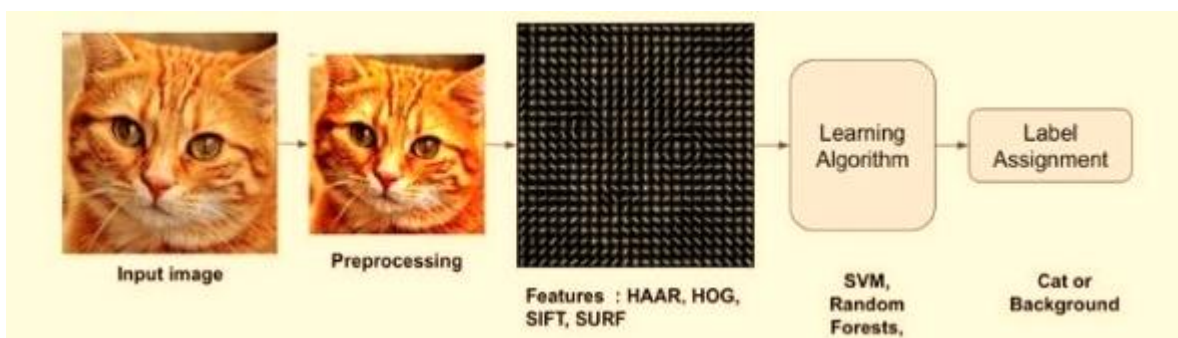 Input image
Preprocessing
Features : HAAR, HOG,
SIFT, SURF
Learning
Algorithm
SVM,
Random
Forests,
Label
Assignment
Cat or
Background